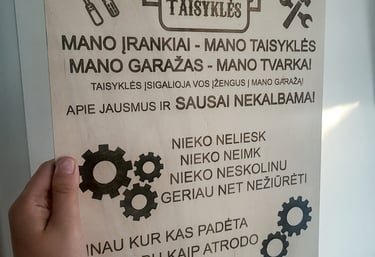 TAISYKLĖS
MANO ĮRANKIAI - MANO TAISYKLĖS
MANO GARAŽAS - MANO TVARKA!
TAISYKLĖS ĮSIGALIOJA VOS ĮŽENGUS Į MANO GARAŽĄ!
APIE JAUSMUS IR SAUSAI NEKALBAMA!
NIEKO NELIESK
NIEKO NEIMK
NIEKO NESKOLINU
GERIAU NET NEŽIŪRĖTI
INAU KUR KAS PADĖTA
KAIP ATRODO